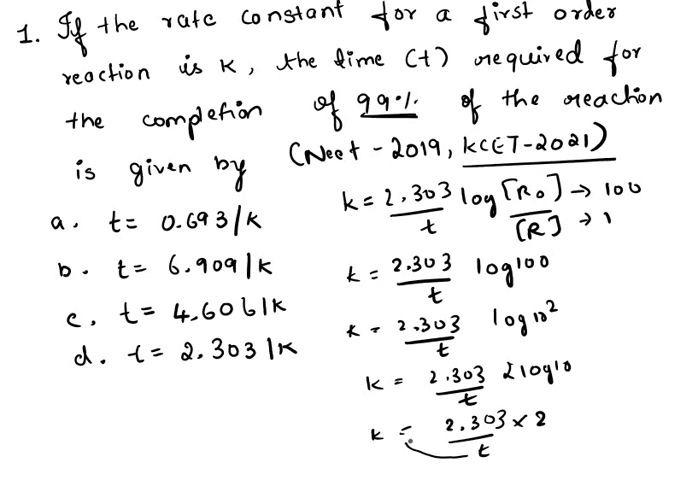 1. If the rate constant for a first order
reaction is K, the time (t) required for
the completion of 99% of the reaction
is given by (Neet - 2019, KCET-2021)
a. t= 0.693/K
b. t= 6.909/K
c. t= 4.606/K
d. t= 2.303/K
k= 2.303/t log [R0]/[R] → 100 → 1
k = 2.303/t log100
k = 2.303/t log10²
k = 2.303/t 2log10
k = 2.303×2/t